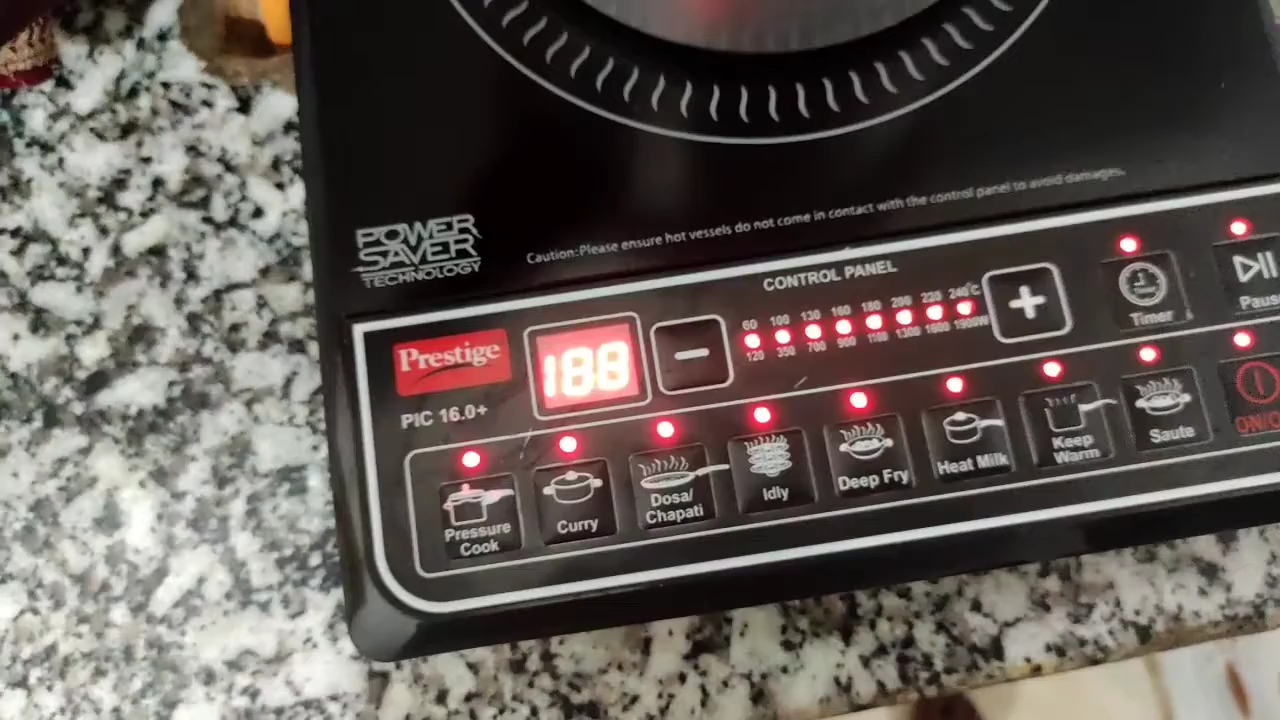 POWER
SAVER
TECHNOLOGY
Caution:Please ensure hot vessels do not come in contact with the control panel to avoid damages.
CONTROL PANEL
Prestige
PIC 16.0+
188
60 100 130 160 180 200 220 240°C
120 350 700 900 1100 1300 1600 1900W
Timer
Paus
Pressure
Cook
Curry
Dosa/
Chapati
Idly
Deep Fry
Heat Milk
Keep
Warm
Saute
ON/O